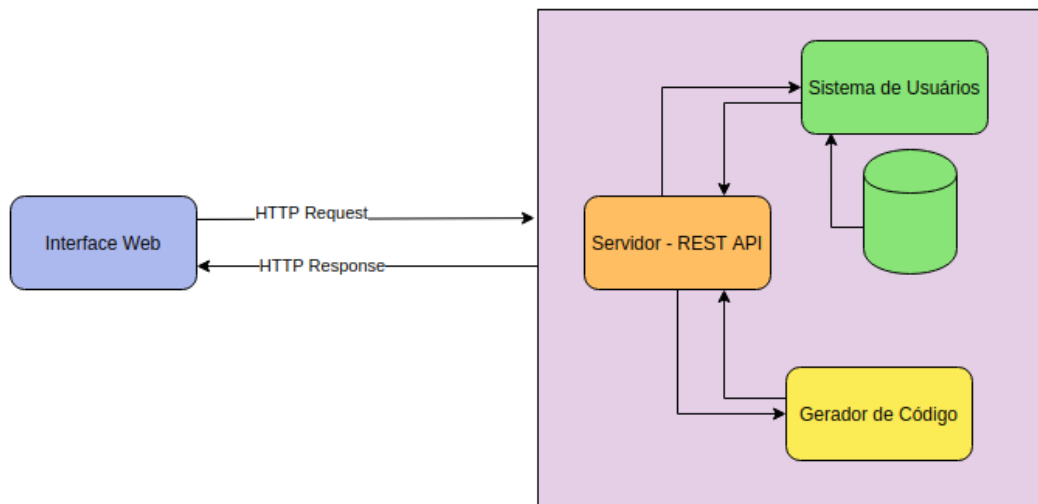 Sistema de Usuários
HTTP Request
Interface Web
Servidor - REST API
HTTP Response
Gerador de Código